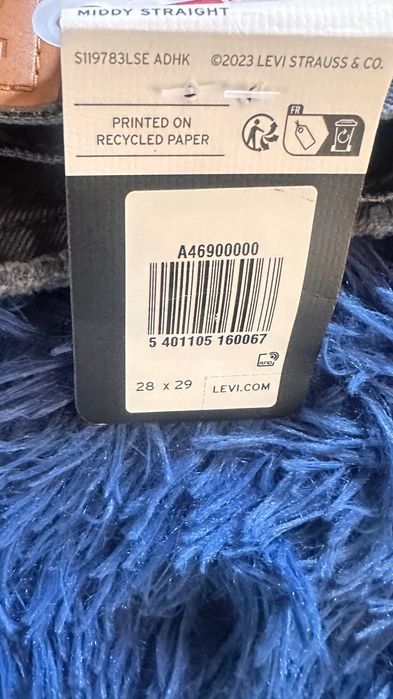 MIDDY STRAIGHT
S119783LSE ADHK ©2023 LEVI STRAUSS & CO.
PRINTED ON
RECYCLED PAPER
FR
A46900000
5 401105 160067
RFID
28 x 29
LEVI.COM